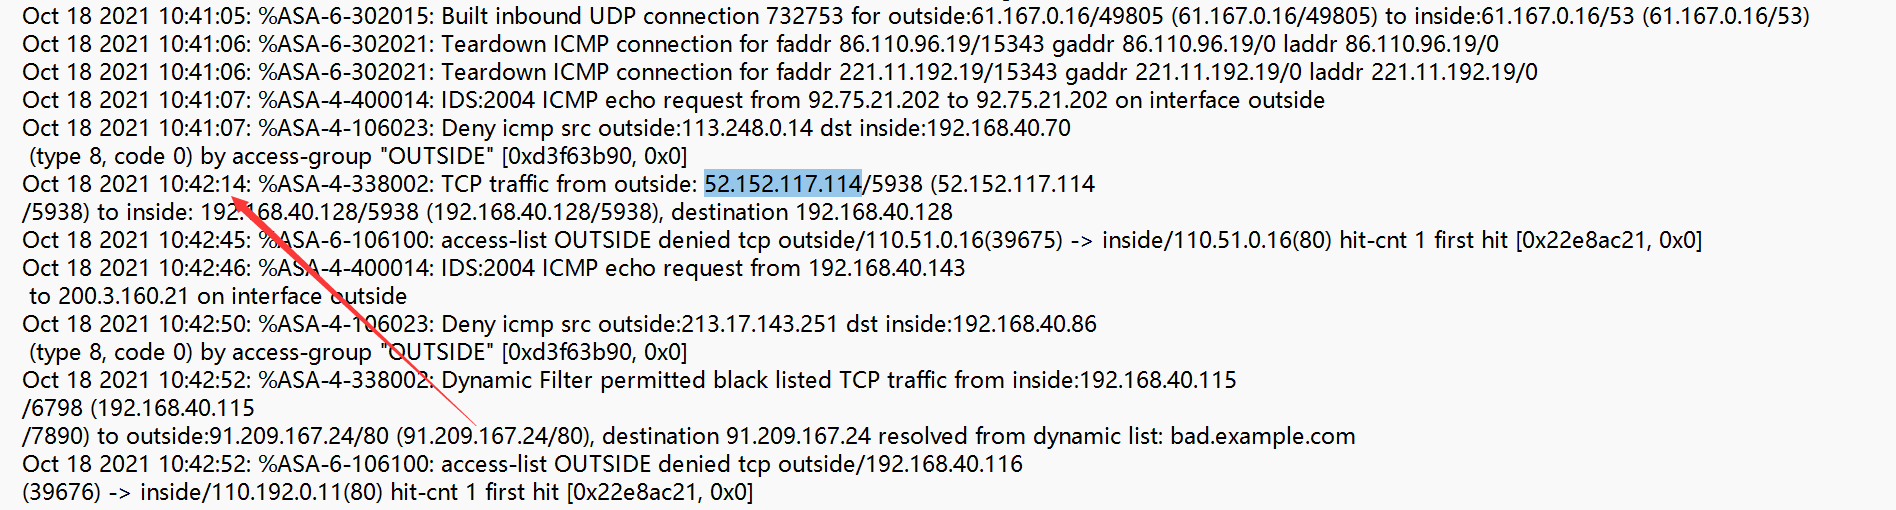 Oct 18 2021 10:41:05: %ASA-6-302015: Built inbound UDP connection 732753 for outside:61.167.0.16/49805 (61.167.0.16/49805) to inside:61.167.0.16/53 (61.167.0.16/53)
Oct 18 2021 10:41:06: %ASA-6-302021: Teardown ICMP connection for faddr 86.110.96.19/15343 gaddr 86.110.96.19/0 laddr 86.110.96.19/0
Oct 18 2021 10:41:06: %ASA-6-302021: Teardown ICMP connection for faddr 221.11.192.19/15343 gaddr 221.11.192.19/0 laddr 221.11.192.19/0
Oct 18 2021 10:41:07: %ASA-4-400014: IDS:2004 ICMP echo request from 92.75.21.202 to 92.75.21.202 on interface outside
Oct 18 2021 10:41:07: %ASA-4-106023: Deny icmp src outside:113.248.0.14 dst inside:192.168.40.70
(type 8, code 0) by access-group "OUTSIDE" [0xd3f63b90, 0x0]
Oct 18 2021 10:42:14: %ASA-4-338002: TCP traffic from outside: 52.152.117.114/5938 (52.152.117.114
/5938) to inside: 192.168.40.128/5938 (192.168.40.128/5938), destination 192.168.40.128
Oct 18 2021 10:42:45: %ASA-6-106100: access-list OUTSIDE denied tcp outside/110.51.0.16(39675) -> inside/110.51.0.16(80) hit-cnt 1 first hit [0x22e8ac21, 0x0]
Oct 18 2021 10:42:46: %ASA-4-400014: IDS:2004 ICMP echo request from 192.168.40.143
to 200.3.160.21 on interface outside
Oct 18 2021 10:42:50: %ASA-4-106023: Deny icmp src outside:213.17.143.251 dst inside:192.168.40.86
(type 8, code 0) by access-group "OUTSIDE" [0xd3f63b90, 0x0]
Oct 18 2021 10:42:52: %ASA-4-338002: Dynamic Filter permitted black listed TCP traffic from inside:192.168.40.115
/6798 (192.168.40.115
/7890) to outside:91.209.167.24/80 (91.209.167.24/80), destination 91.209.167.24 resolved from dynamic list: bad.example.com
Oct 18 2021 10:42:52: %ASA-6-106100: access-list OUTSIDE denied tcp outside/192.168.40.116
(39676) -> inside/110.192.0.11(80) hit-cnt 1 first hit [0x22e8ac21, 0x0]